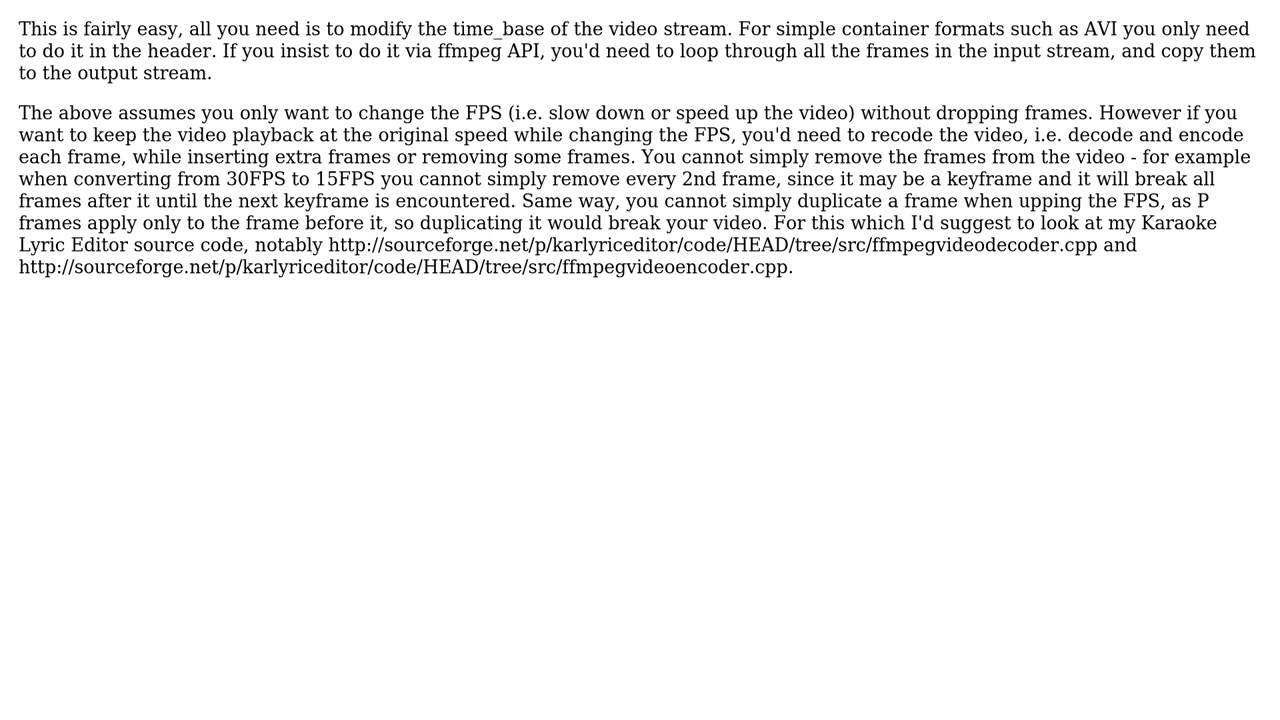 This is fairly easy, all you need is to modify the time_base of the video stream. For simple container formats such as AVI you only need
to do it in the header. If you insist to do it via ffmpeg API, you'd need to loop through all the frames in the input stream, and copy them
to the output stream.
The above assumes you only want to change the FPS (i.e. slow down or speed up the video) without dropping frames. However if you
want to keep the video playback at the original speed while changing the FPS, you'd need to recode the video, i.e. decode and encode
each frame, while inserting extra frames or removing some frames. You cannot simply remove the frames from the video - for example
when converting from 30FPS to 15FPS you cannot simply remove every 2nd frame, since it may be a keyframe and it will break all
frames after it until the next keyframe is encountered. Same way, you cannot simply duplicate a frame when upping the FPS, as P
frames apply only to the frame before it, so duplicating it would break your video. For this which I'd suggest to look at my Karaoke
Lyric Editor source code, notably http://sourceforge.net/p/karlyriceditor/code/HEAD/tree/src/ffmpegvideodecoder.cpp and
http://sourceforge.net/p/karlyriceditor/code/HEAD/tree/src/ffmpegvideoencoder.cpp.